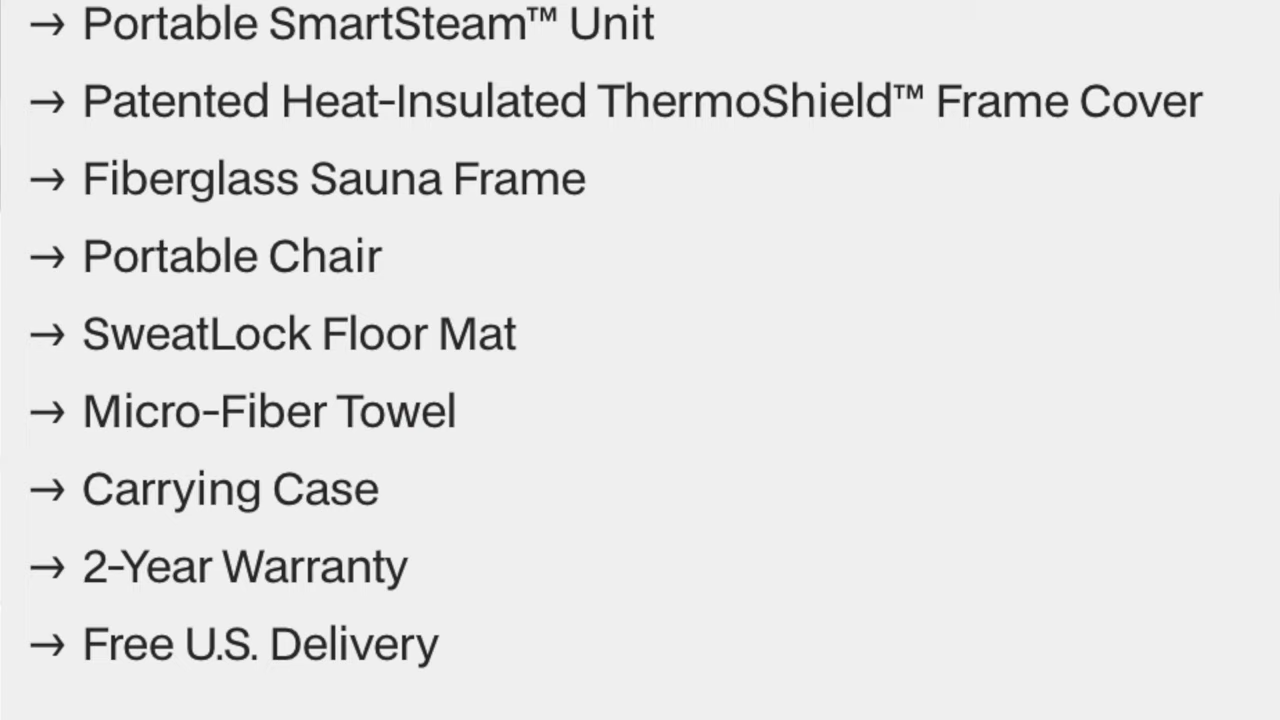 → Portable SmartSteam™ Unit
→ Patented Heat-Insulated ThermoShield™ Frame Cover
→ Fiberglass Sauna Frame
→ Portable Chair
→ SweatLock Floor Mat
→ Micro-Fiber Towel
→ Carrying Case
→ 2-Year Warranty
→ Free U.S. Delivery